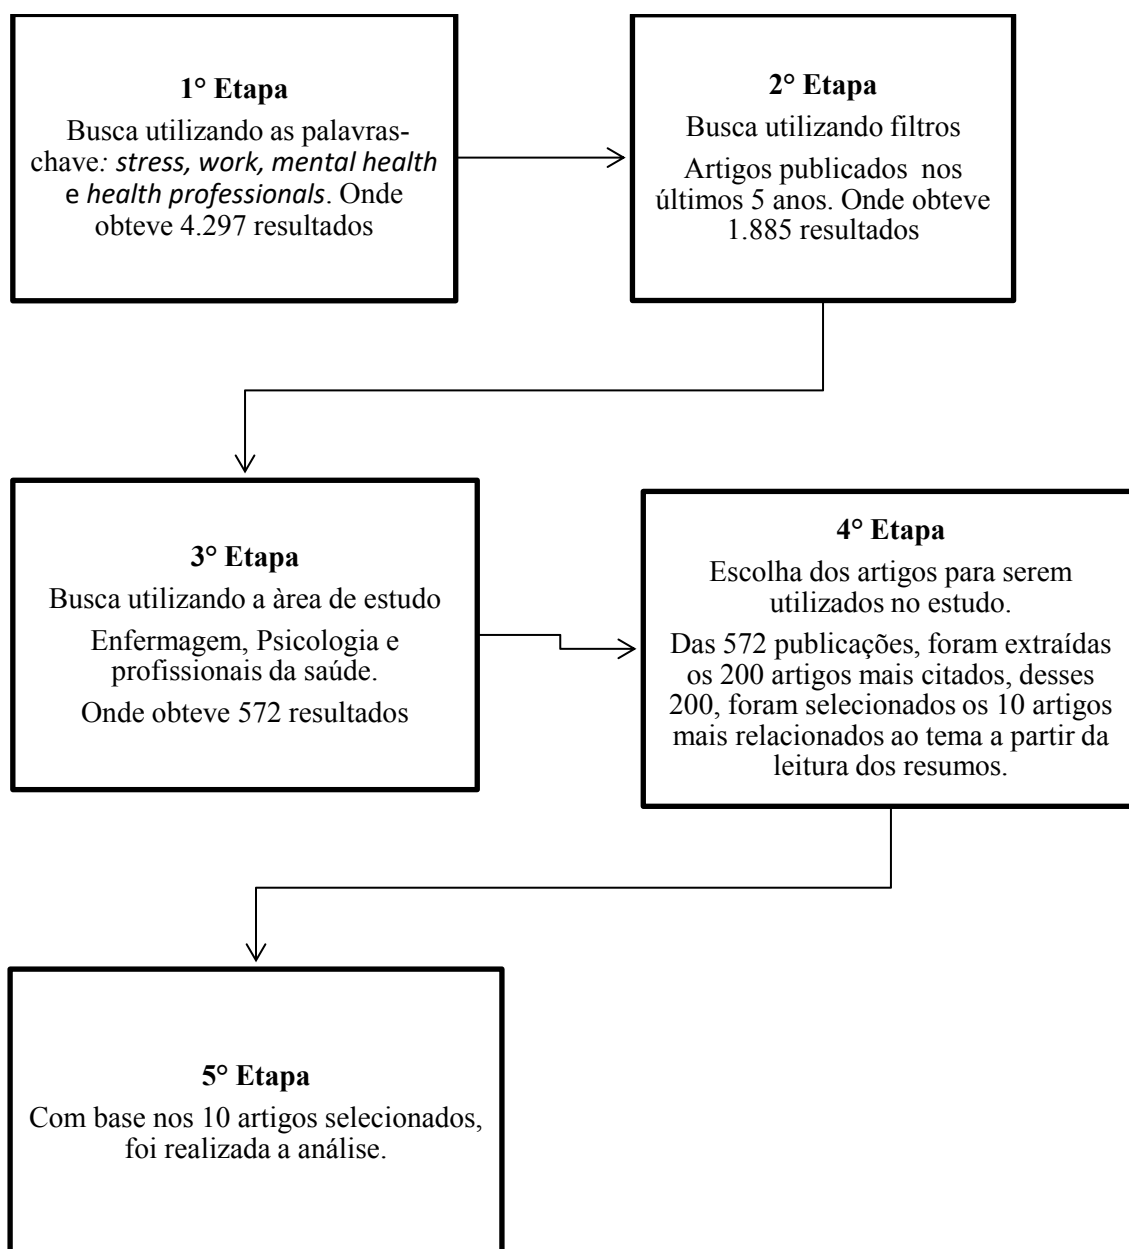 1° Etapa
Busca utilizando as palavras-
chave: stress, work, mental health
e health professionals. Onde
obteve 4.297 resultados
2° Etapa
Busca utilizando filtros
Artigos publicados nos
últimos 5 anos. Onde obteve
1.885 resultados
3° Etapa
Busca utilizando a àrea de estudo
Enfermagem, Psicologia e
profissionais da saúde.
Onde obteve 572 resultados
4° Etapa
Escolha dos artigos para serem
utilizados no estudo.
Das 572 publicações, foram extraídas
os 200 artigos mais citados, desses
200, foram selecionados os 10 artigos
mais relacionados ao tema a partir da
leitura dos resumos.
5° Etapa
Com base nos 10 artigos selecionados,
foi realizada a análise.